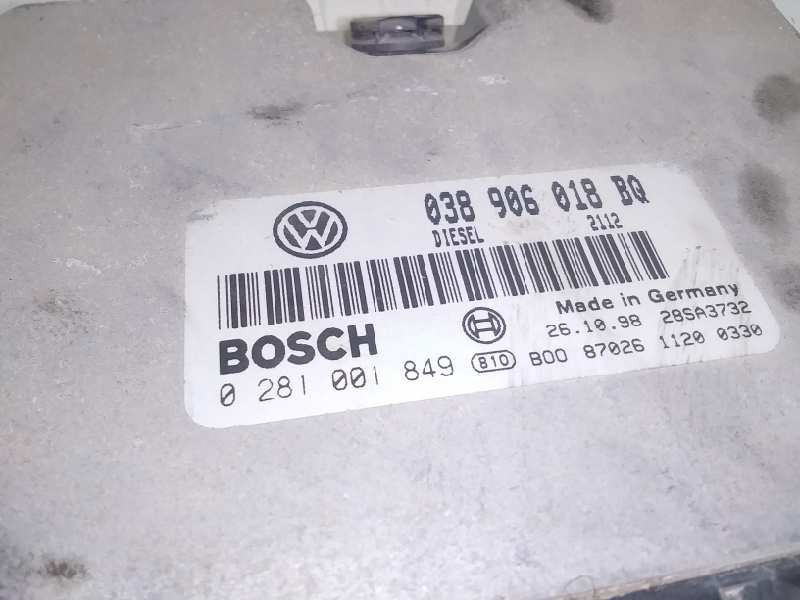 038 906 018 BQ
DIESEL 2112
Made in Germany
BOSCH 26.10.98 28SA3732
0 281 001 849 810 B00 87026 1120 0330